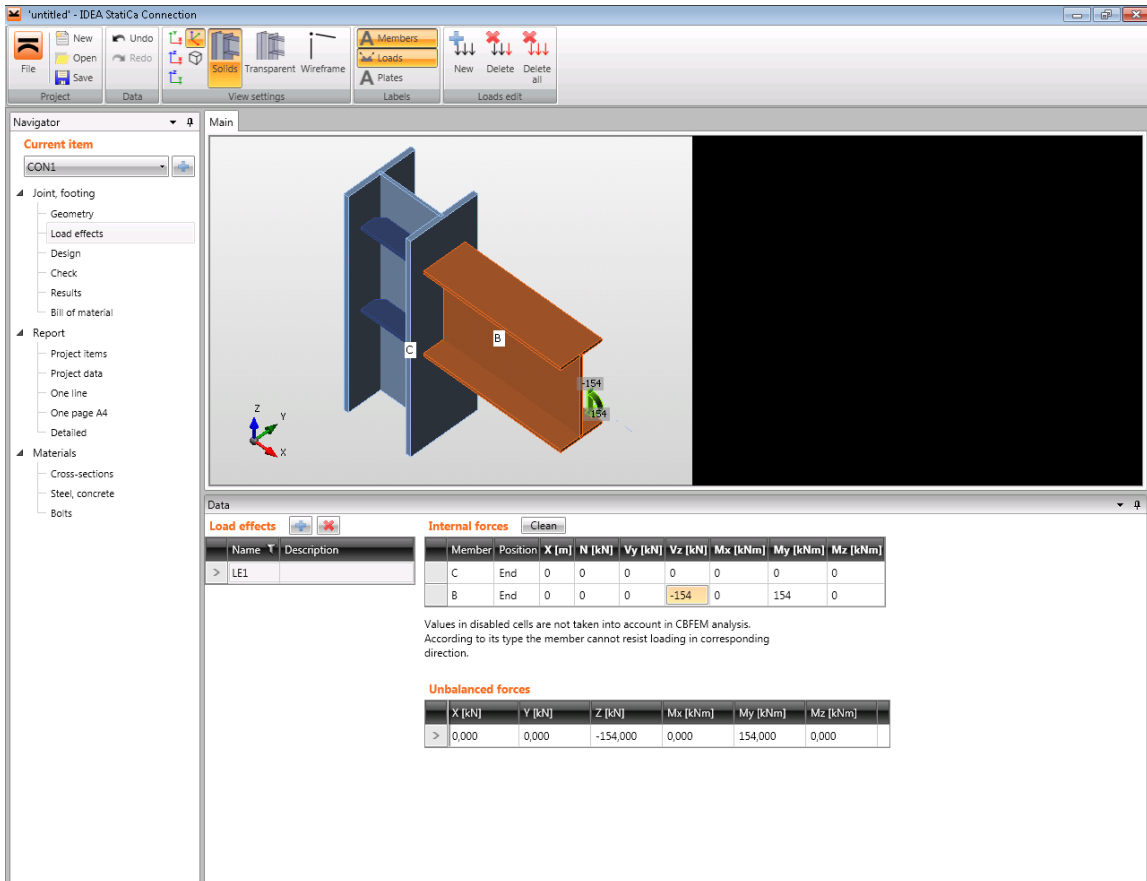 'untitled' - IDEA StatiCa Connection
File
New
Open
Save
Undo
Redo
Solids
Transparent
Wireframe
Members
Loads
Plates
New
Delete
Delete all
Project
Data
View settings
Labels
Loads edit
Navigator
Current item
CON1
Joint, footing
Geometry
Load effects
Design
Check
Results
Bill of material
Report
Project items
Project data
One line
One page A4
Detailed
Materials
Cross-sections
Steel, concrete
Bolts
Main
B
C
-154
154
Z
Y
X
Data
Load effects
Name Description
> LE1
Internal forces Clean
Member Position X [m] N [kN] Vy [kN] Vz [kN] Mx [kNm] My [kNm] Mz [kNm]
C End 0 0 0 0 0 0 0
B End 0 0 0 -154 0 154 0
Values in disabled cells are not taken into account in CBFEM analysis.
According to its type the member cannot resist loading in corresponding
direction.
Unbalanced forces
X [kN] Y [kN] Z [kN] Mx [kNm] My [kNm] Mz [kNm]
> 0,000 0,000 -154,000 0,000 154,000 0,000